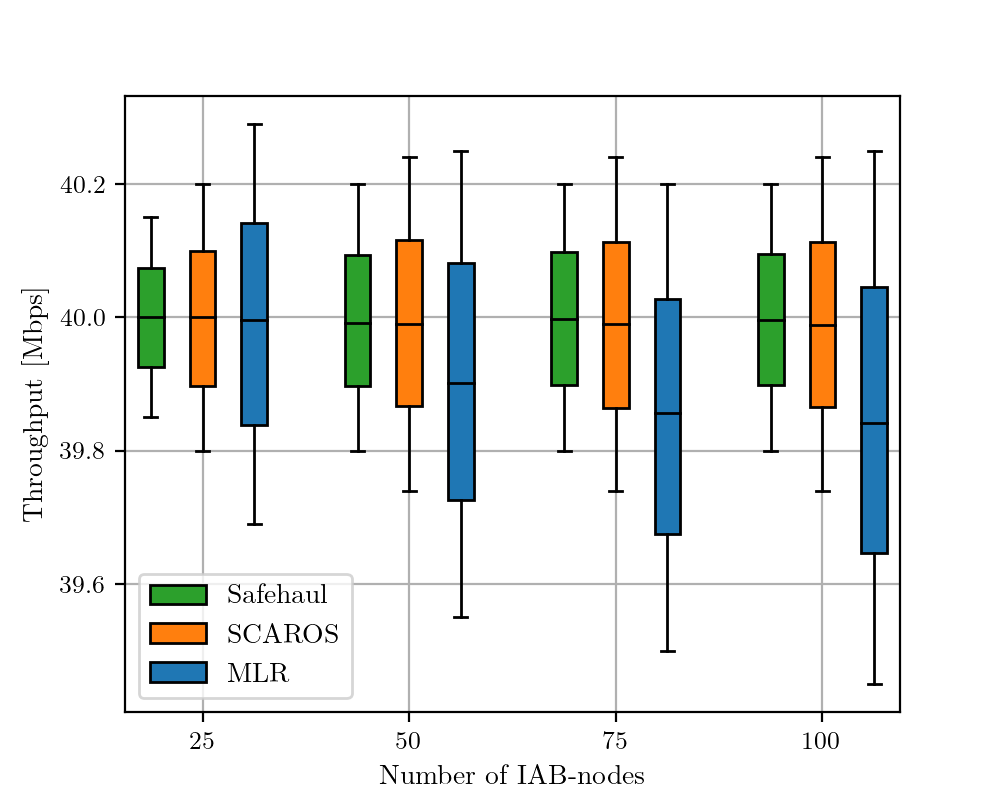 Throughput [Mbps]
40.2
40.0
39.8
39.6
Safehaul
SCAROS
MLR
25 50 75 100
Number of IAB-nodes